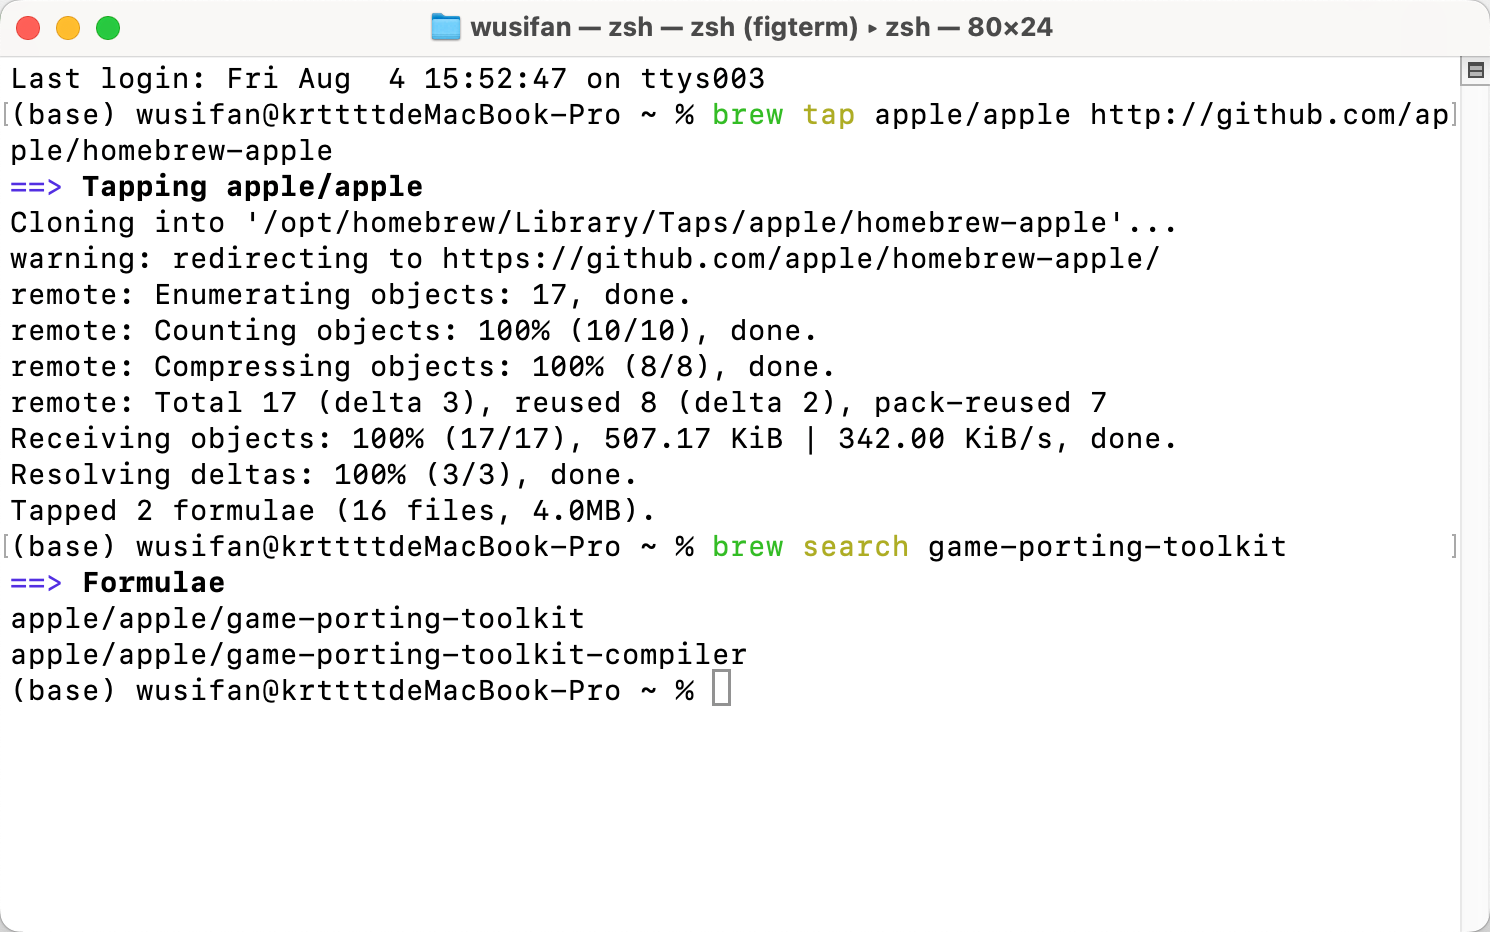 wusifan — zsh — zsh (figterm) ▸ zsh — 80×24
Last login: Fri Aug  4 15:52:47 on ttys003
[(base) wusifan@krttttdeMacBook-Pro ~ % brew tap apple/apple http://github.com/ap]
ple/homebrew-apple
==> Tapping apple/apple
Cloning into '/opt/homebrew/Library/Taps/apple/homebrew-apple'...
warning: redirecting to https://github.com/apple/homebrew-apple/
remote: Enumerating objects: 17, done.
remote: Counting objects: 100% (10/10), done.
remote: Compressing objects: 100% (8/8), done.
remote: Total 17 (delta 3), reused 8 (delta 2), pack-reused 7
Receiving objects: 100% (17/17), 507.17 KiB | 342.00 KiB/s, done.
Resolving deltas: 100% (3/3), done.
Tapped 2 formulae (16 files, 4.0MB).
[(base) wusifan@krttttdeMacBook-Pro ~ % brew search game-porting-toolkit ]
==> Formulae
apple/apple/game-porting-toolkit
apple/apple/game-porting-toolkit-compiler
(base) wusifan@krttttdeMacBook-Pro ~ %